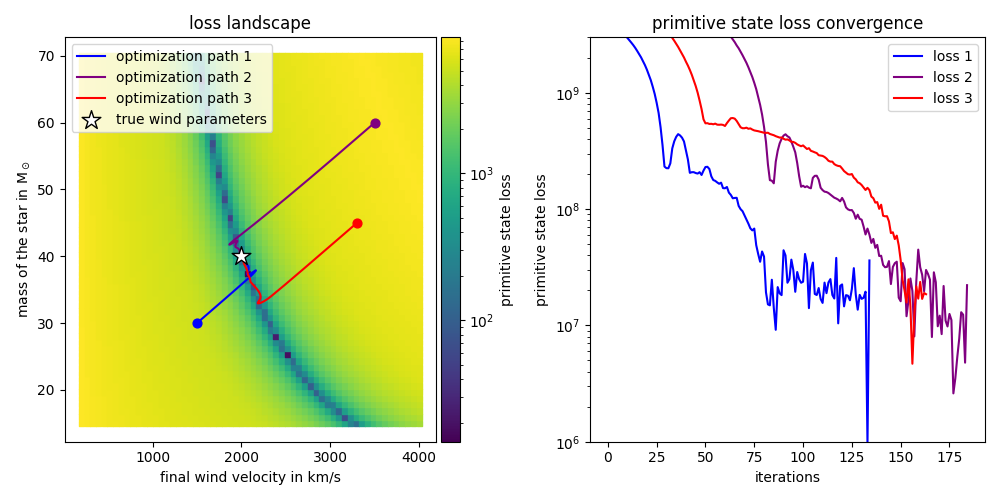 loss landscape
optimization path 1
optimization path 2
optimization path 3
true wind parameters
mass of the star in M⊙
70
60
50
40
30
20
1000 2000 3000 4000
final wind velocity in km/s
10³
10²
primitive state loss
primitive state loss convergence
loss 1
loss 2
loss 3
primitive state loss
10⁹
10⁸
10⁷
10⁶
0 25 50 75 100 125 150 175
iterations